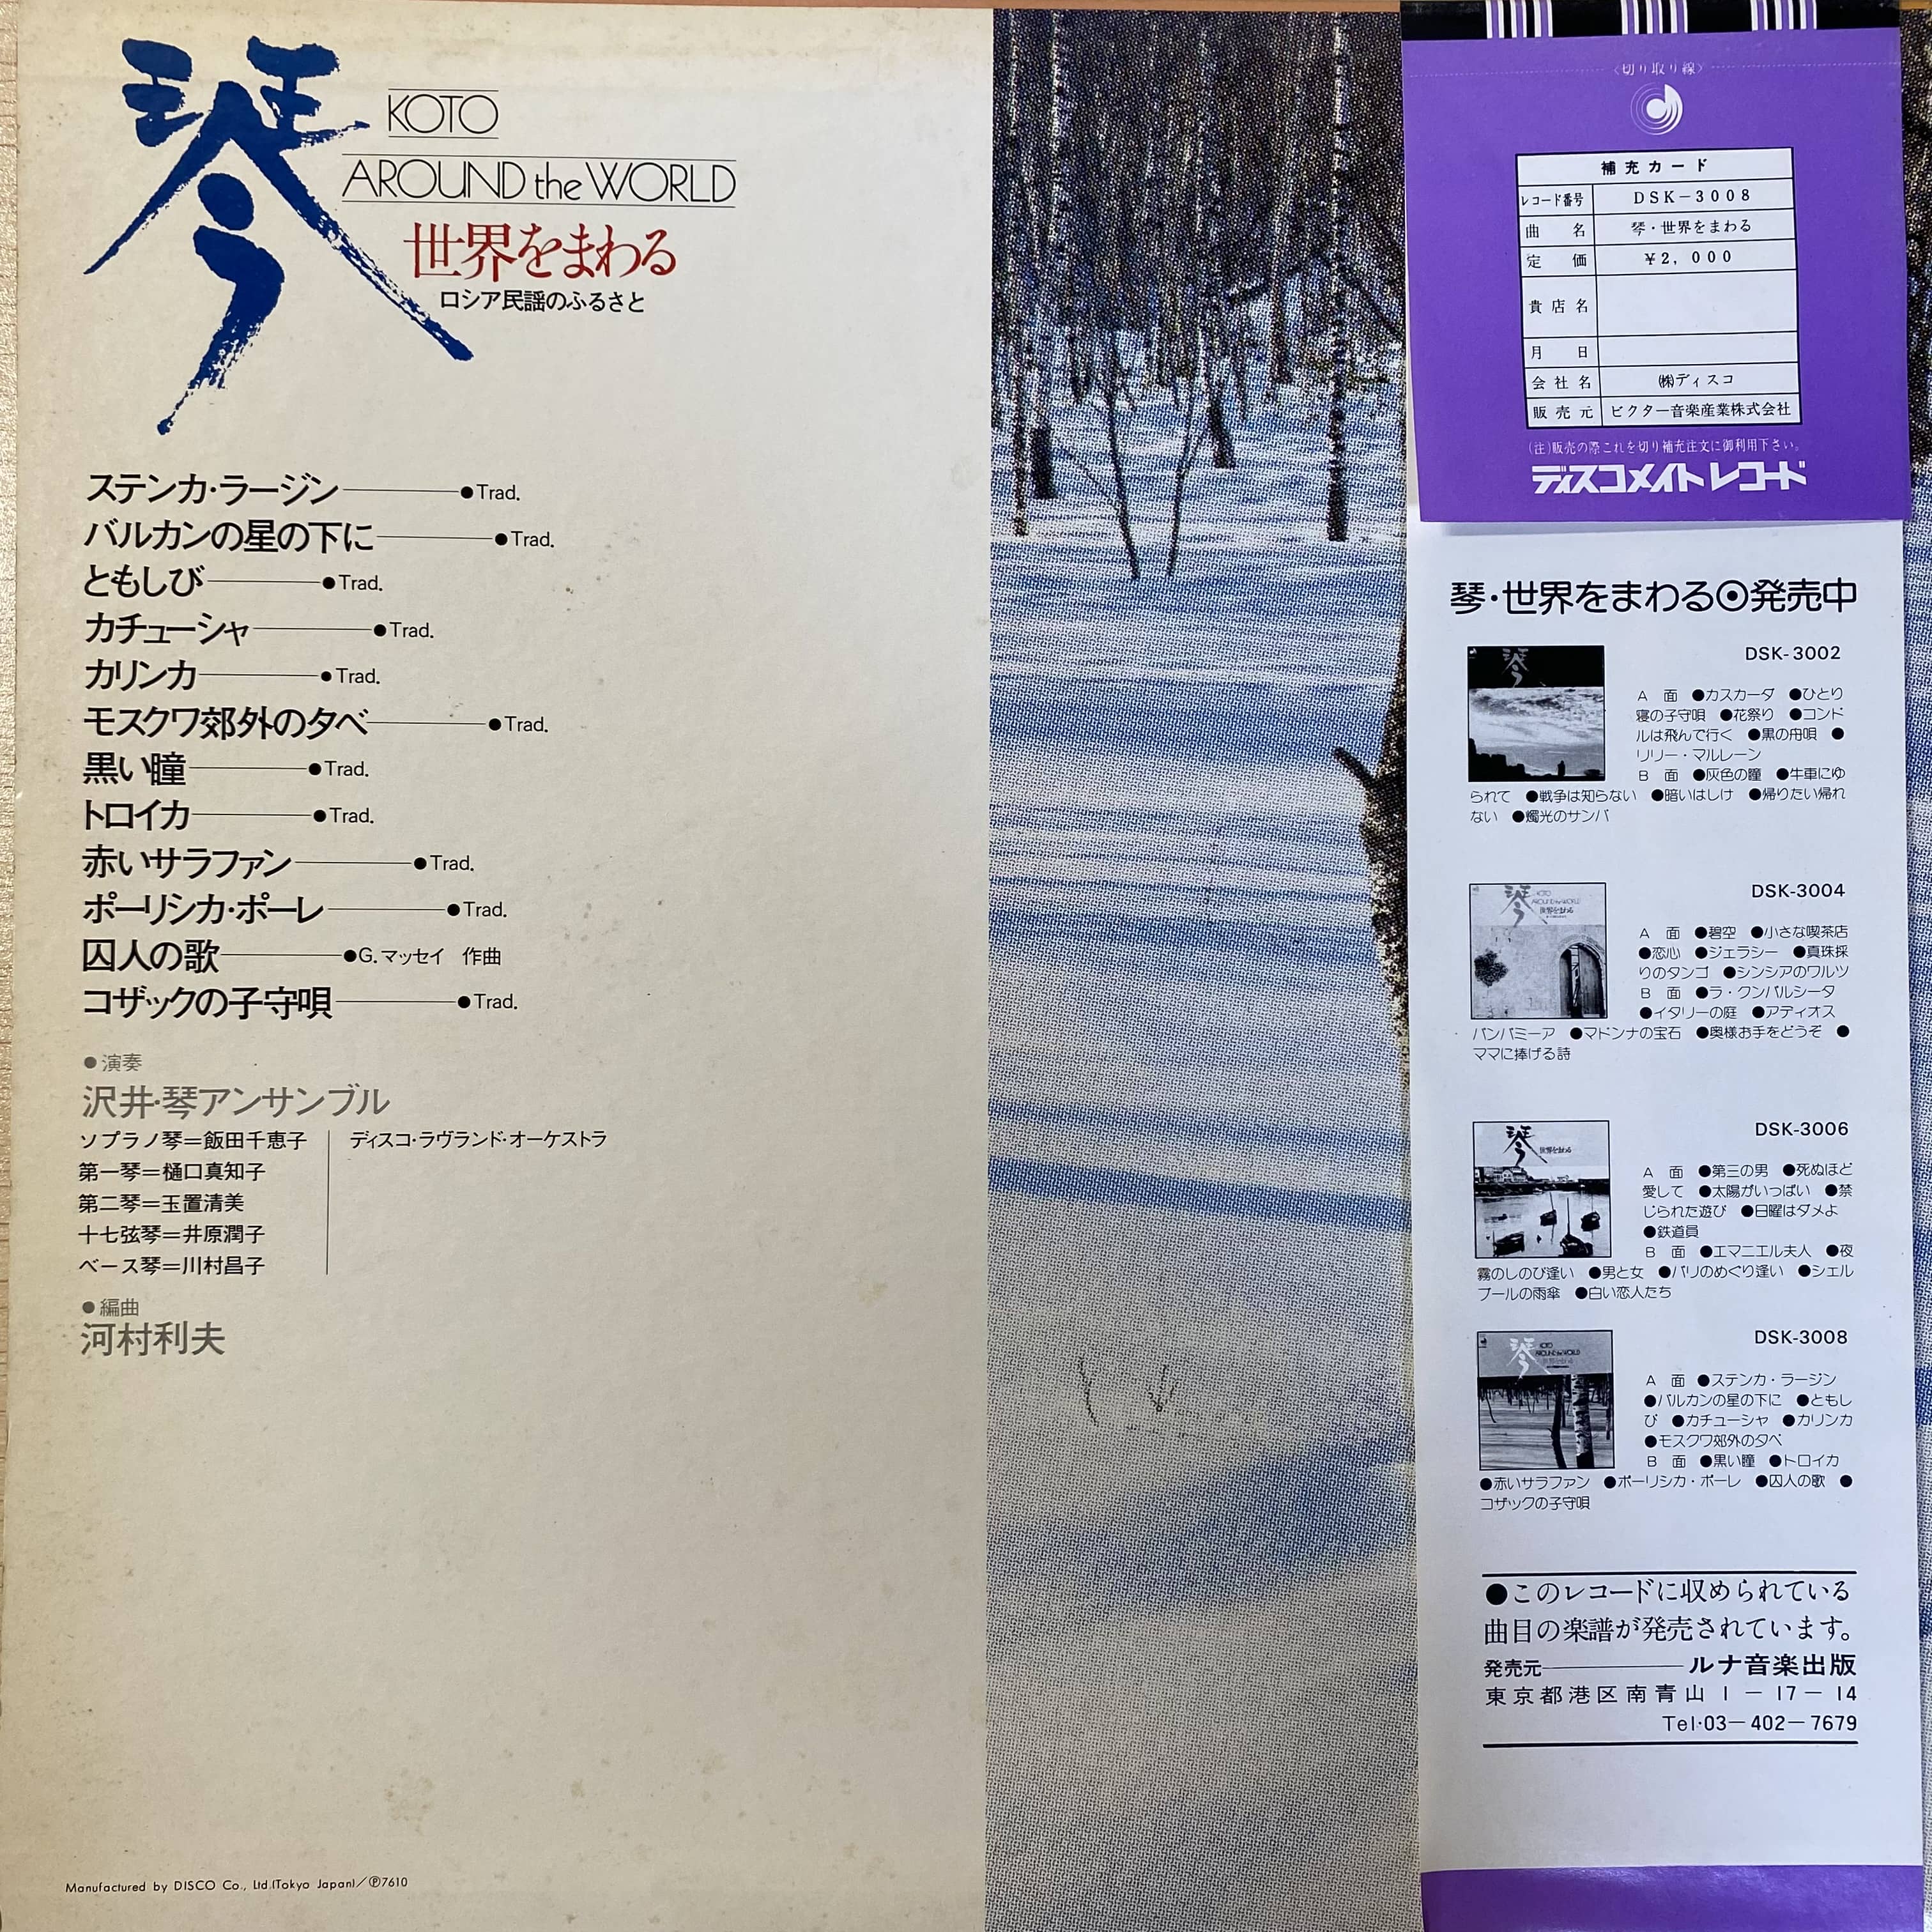 琴
KOTO
AROUND the WORLD
世界をまわる
ロシア民謡のふるさと
ステンカ・ラージン●Trad.
バルカンの星の下に●Trad.
ともしび●Trad.
カチューシャ●Trad.
カリンカ●Trad.
モスクワ郊外の夕べ●Trad.
黒い瞳●Trad.
トロイカ●Trad.
赤いサラファン●Trad.
ポーリシカ・ポーレ●Trad.
囚人の歌●G.マッセイ 作曲
コザックの子守唄●Trad.
●演奏
沢井・琴アンサンブル
ソプラノ琴=飯田千恵子
第一琴=樋口真知子
第二琴=玉置清美
十七弦琴=井原潤子
ベース琴=川村昌子
ディスコ・ラヴランド・オーケストラ
●編曲
河村利夫
Manufactured by DISCO Co., Ltd.(Tokyo Japan)／Ⓟ7610
〈切り取り線〉
補充カード
レコード番号 DSK-3008
曲名 琴・世界をまわる
定価 ¥2,000
貴店名
月日
会社名 ㈱ディスコ
販売元 ビクター音楽産業株式会社
(注)販売の際これを切り補充注文に御利用下さい。
ディスコメイト レコード
琴・世界をまわる⊙発売中
DSK-3002
琴
A 面 ●カスカーダ ●ひとり
寝の子守唄 ●花祭り ●コンド
ルは飛んで行く ●黒の舟唄 ●
リリー・マルレーン
B 面 ●灰色の瞳 ●牛車にゆ
られて ●戦争は知らない ●暗いはしけ ●帰りたい帰れ
ない ●燭光のサンバ
DSK-3004
琴
KOTO
AROUND the WORLD
世界をまわる
A 面 ●碧空 ●小さな喫茶店
●恋心 ●ジェラシー ●真珠採
りのタンゴ ●シンシアのワルツ
B 面 ●ラ・クンパルシータ
●イタリーの庭 ●アディオス
パンパミーア ●マドンナの宝石 ●奥様お手をどうぞ ●
ママに捧げる詩
DSK-3006
琴
世界をまわる
A 面 ●第三の男 ●死ぬほど
愛して ●太陽がいっぱい ●禁
じられた遊び ●日曜はダメよ
●鉄道員
B 面 ●エマニエル夫人 ●夜
霧のしのび逢い ●男と女 ●パリのめぐり逢い ●シェル
ブールの雨傘 ●白い恋人たち
DSK-3008
琴
KOTO
AROUND the WORLD
世界をまわる
A 面 ●ステンカ・ラージン
●バルカンの星の下に ●ともし
び ●カチューシャ ●カリンカ
●モスクワ郊外の夕べ
B 面 ●黒い瞳 ●トロイカ
●赤いサラファン ●ポーリシカ・ポーレ ●囚人の歌 ●
コザックの子守唄
●このレコードに収められている
曲目の楽譜が発売されています。
発売元―ルナ音楽出版
東京都港区南青山1-17-14
Tel・03-402-7679